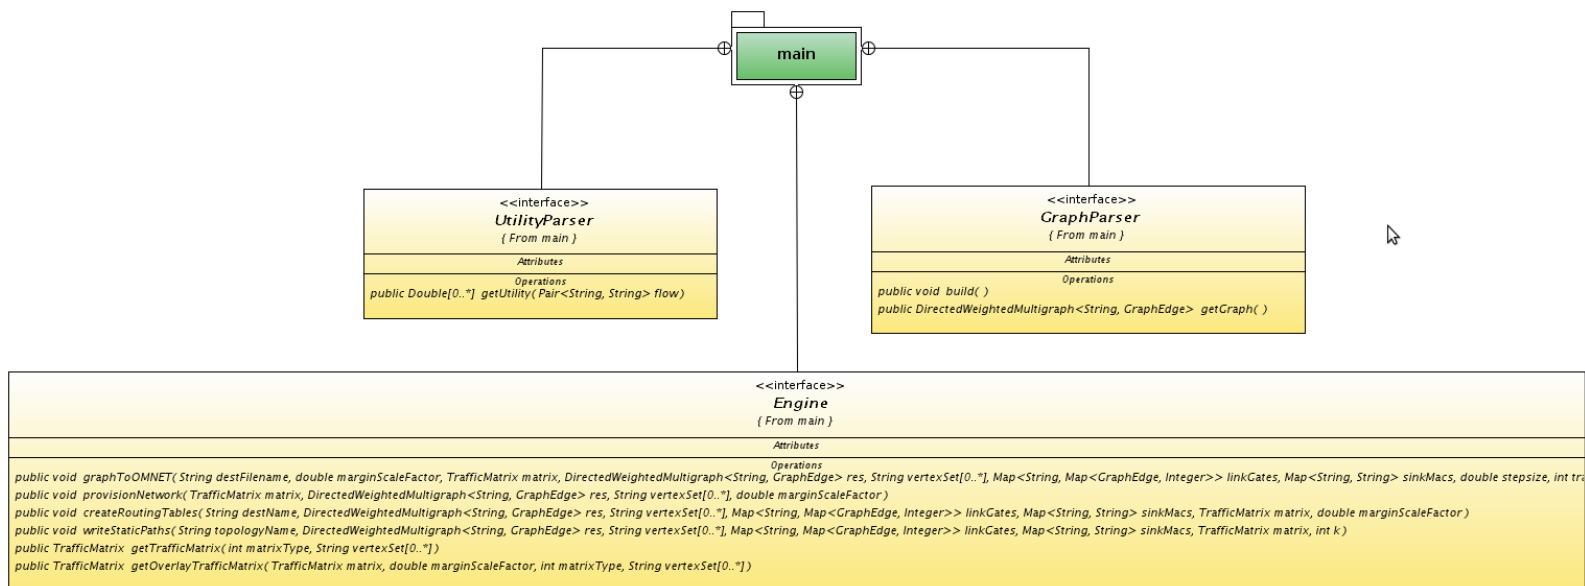 main
<<interface>>
UtilityParser
{ From main }
Attributes
Operations
public Double[0..*] getUtility( Pair<String, String> flow)
<<interface>>
GraphParser
{ From main }
Attributes
Operations
public void build( )
public DirectedWeightedMultigraph<String, GraphEdge> getGraph( )
<<interface>>
Engine
{ From main }
Attributes
Operations
public void graphToOMNET( String destFilename, double marginScaleFactor, TrafficMatrix matrix, DirectedWeightedMultigraph<String, GraphEdge> res, String vertexSet[0..*], Map<String, Map<GraphEdge, Integer>> linkGates, Map<String, String> sinkMacs, double stepsize, int
public void provisionNetwork( TrafficMatrix matrix, DirectedWeightedMultigraph<String, GraphEdge> res, String vertexSet[0..*], double marginScaleFactor )
public void createRoutingTables( String destName, DirectedWeightedMultigraph<String, GraphEdge> res, String vertexSet[0..*], Map<String, Map<GraphEdge, Integer>> linkGates, Map<String, String> sinkMacs, TrafficMatrix matrix, double marginScaleFactor )
public void writeStaticPaths( String topologyName, DirectedWeightedMultigraph<String, GraphEdge> res, String vertexSet[0..*], Map<String, Map<GraphEdge, Integer>> linkGates, Map<String, String> sinkMacs, TrafficMatrix matrix, int k )
public TrafficMatrix getTrafficMatrix( int matrixType, String vertexSet[0..*] )
public TrafficMatrix getOverlayTrafficMatrix( TrafficMatrix matrix, double marginScaleFactor, int matrixType, String vertexSet[0..*] )